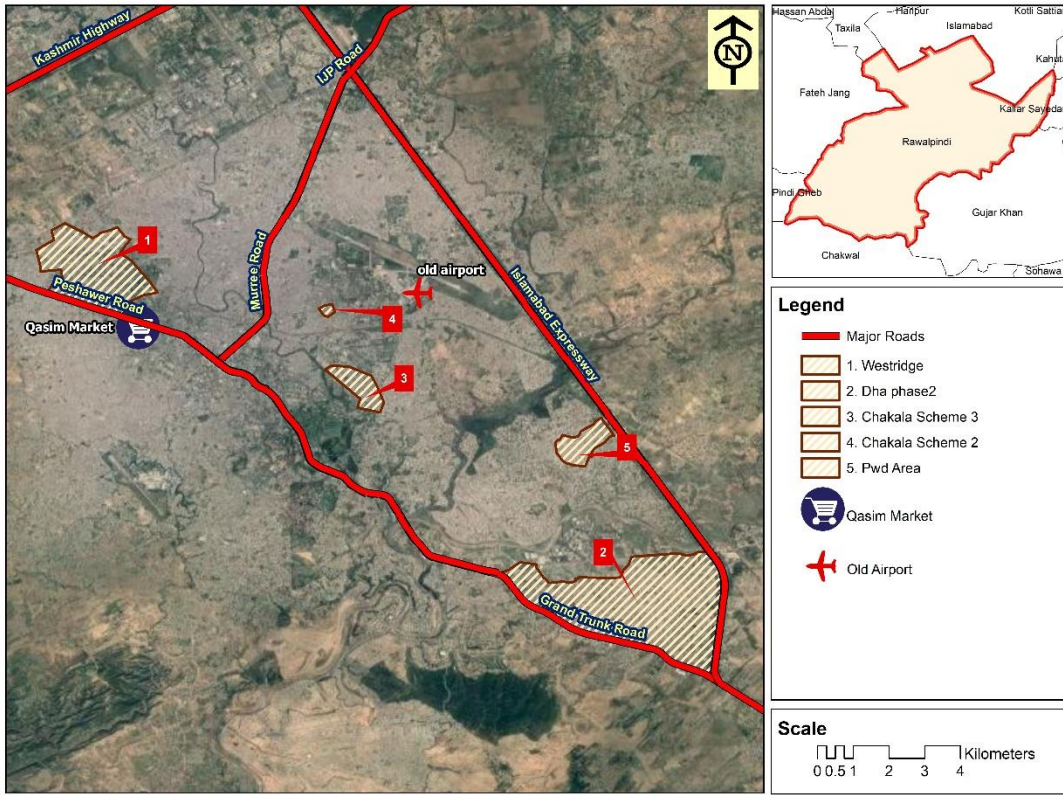 Kashmir Highway
IJP Road
N
1
Murree Road
old airport
Islamabad Expressway
Peshawer Road
Qasim Market
4
3
5
2
Grand Trunk Road
Hassan Abdal
Haripur
Kotli Sattian
Taxila
Islamabad
Kahuta
Fateh Jang
Kallar Sayedan
Rawalpindi
Pindi Gheb
Gujar Khan
Chakwal
Sohawa
Legend
Major Roads
1. Westridge
2. Dha phase2
3. Chakala Scheme 3
4. Chakala Scheme 2
5. Pwd Area
Qasim Market
Old Airport
Scale
Kilometers
0 0.5 1 2 3 4